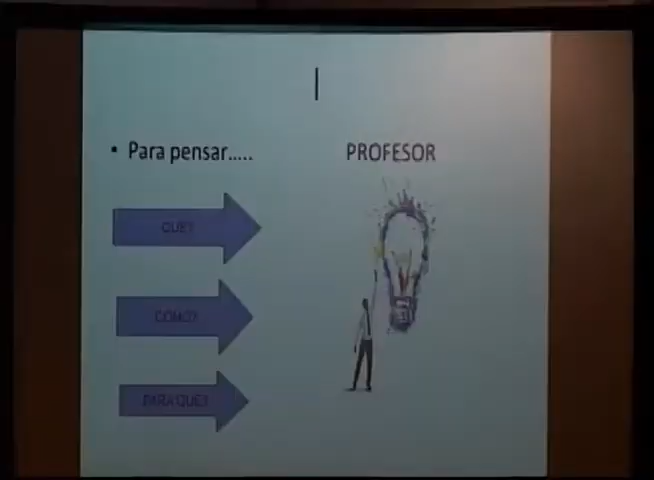 • Para pensar.....
PROFESOR
QUE?
COMO?
PARA QUE?